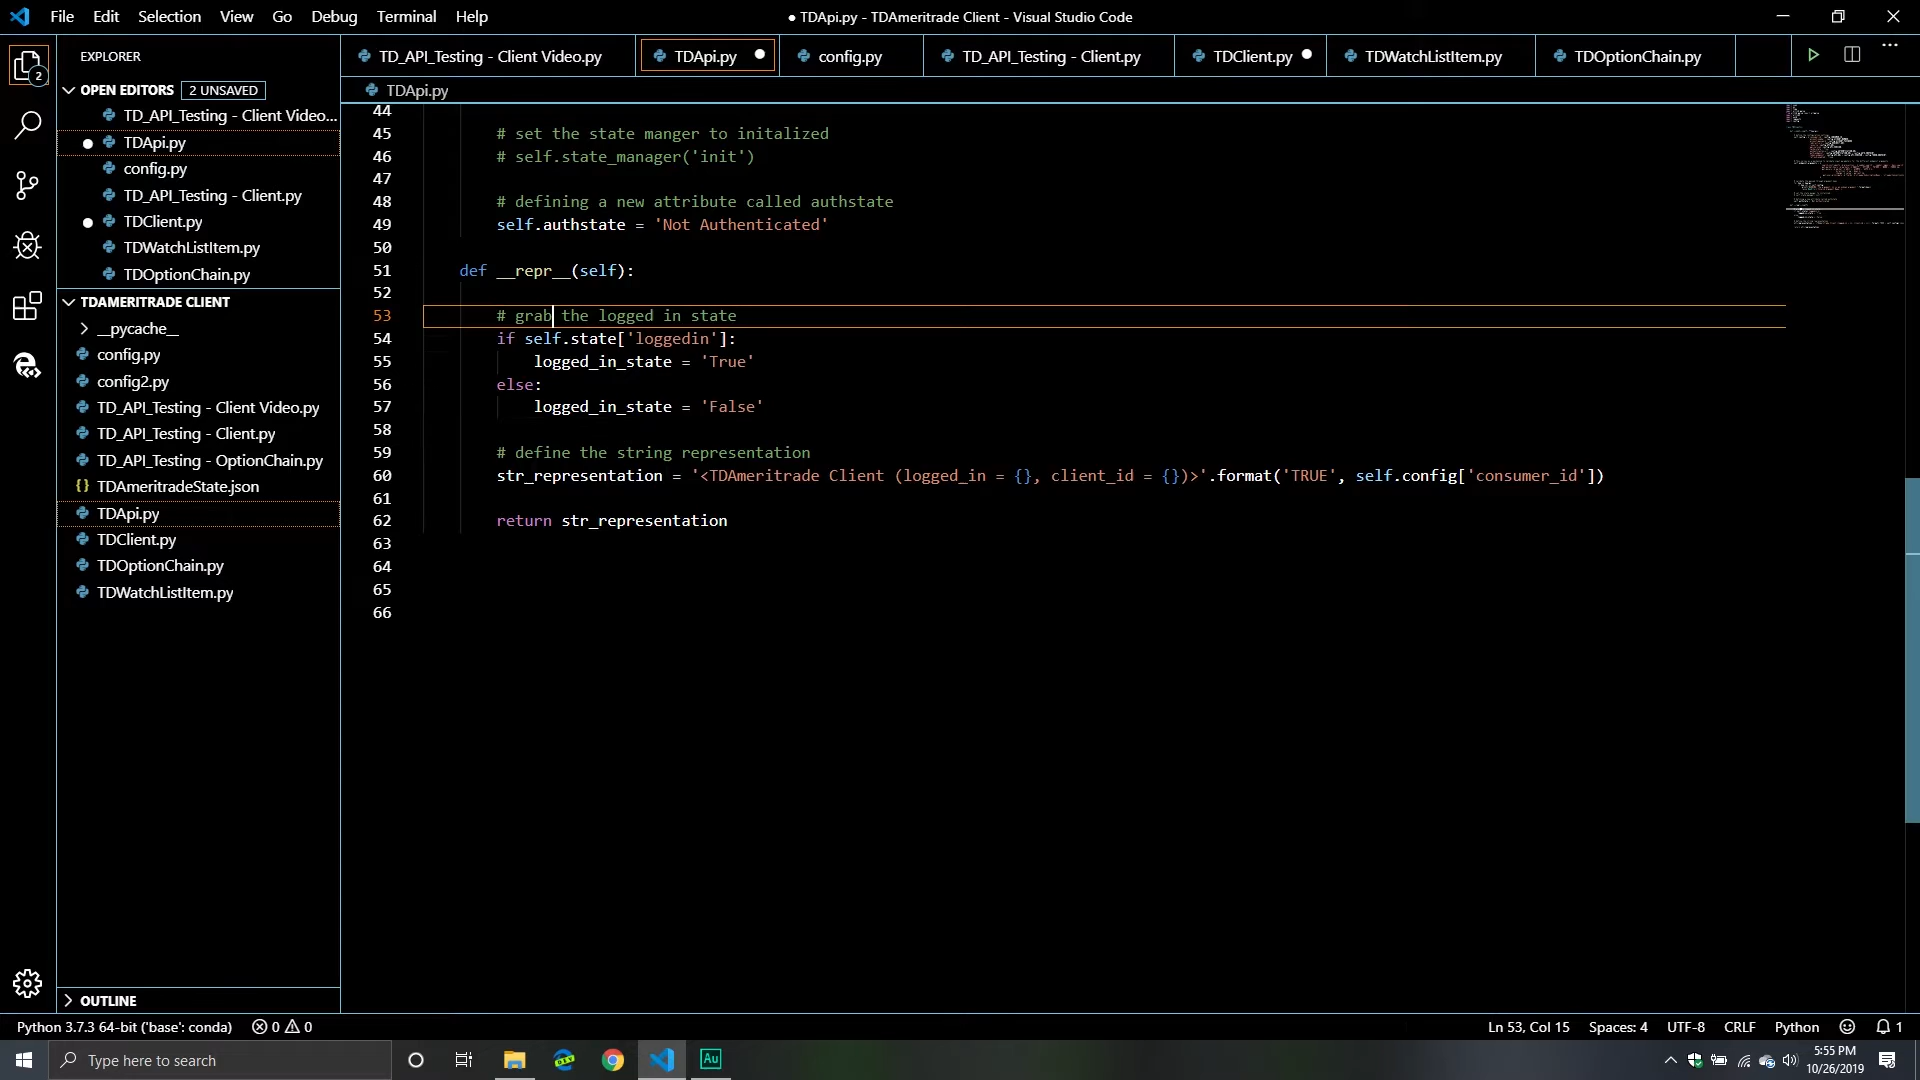 File Edit Selection View Go Debug Terminal Help
● TDApi.py - TDAmeritrade Client - Visual Studio Code
2
EXPLORER
OPEN EDITORS 2 UNSAVED
TD_API_Testing - Client Video...
TDApi.py
config.py
TD_API_Testing - Client.py
TDClient.py
TDWatchListItem.py
TDOptionChain.py
TDAMERITRADE CLIENT
__pycache__
config.py
config2.py
TD_API_Testing - Client Video.py
TD_API_Testing - Client.py
TD_API_Testing - OptionChain.py
{} TDAmeritradeState.json
TDApi.py
TDClient.py
TDOptionChain.py
TDWatchListItem.py
OUTLINE
TD_API_Testing - Client Video.py TDApi.py config.py TD_API_Testing - Client.py TDClient.py TDWatchListItem.py TDOptionChain.py
TDApi.py
44
45 # set the state manger to initalized
46 # self.state_manager('init')
47
48 # defining a new attribute called authstate
49 self.authstate = 'Not Authenticated'
50
51 def __repr__(self):
52
53 # grab the logged in state
54 if self.state['loggedin']:
55 logged_in_state = 'True'
56 else:
57 logged_in_state = 'False'
58
59 # define the string representation
60 str_representation = '<TDAmeritrade Client (logged_in = {}, client_id = {})>'.format('TRUE', self.config['consumer_id'])
61
62 return str_representation
63
64
65
66
Python 3.7.3 64-bit ('base': conda) 0 0
Ln 53, Col 15 Spaces: 4 UTF-8 CRLF Python 1
Type here to search
Au
5:55 PM
10/26/2019